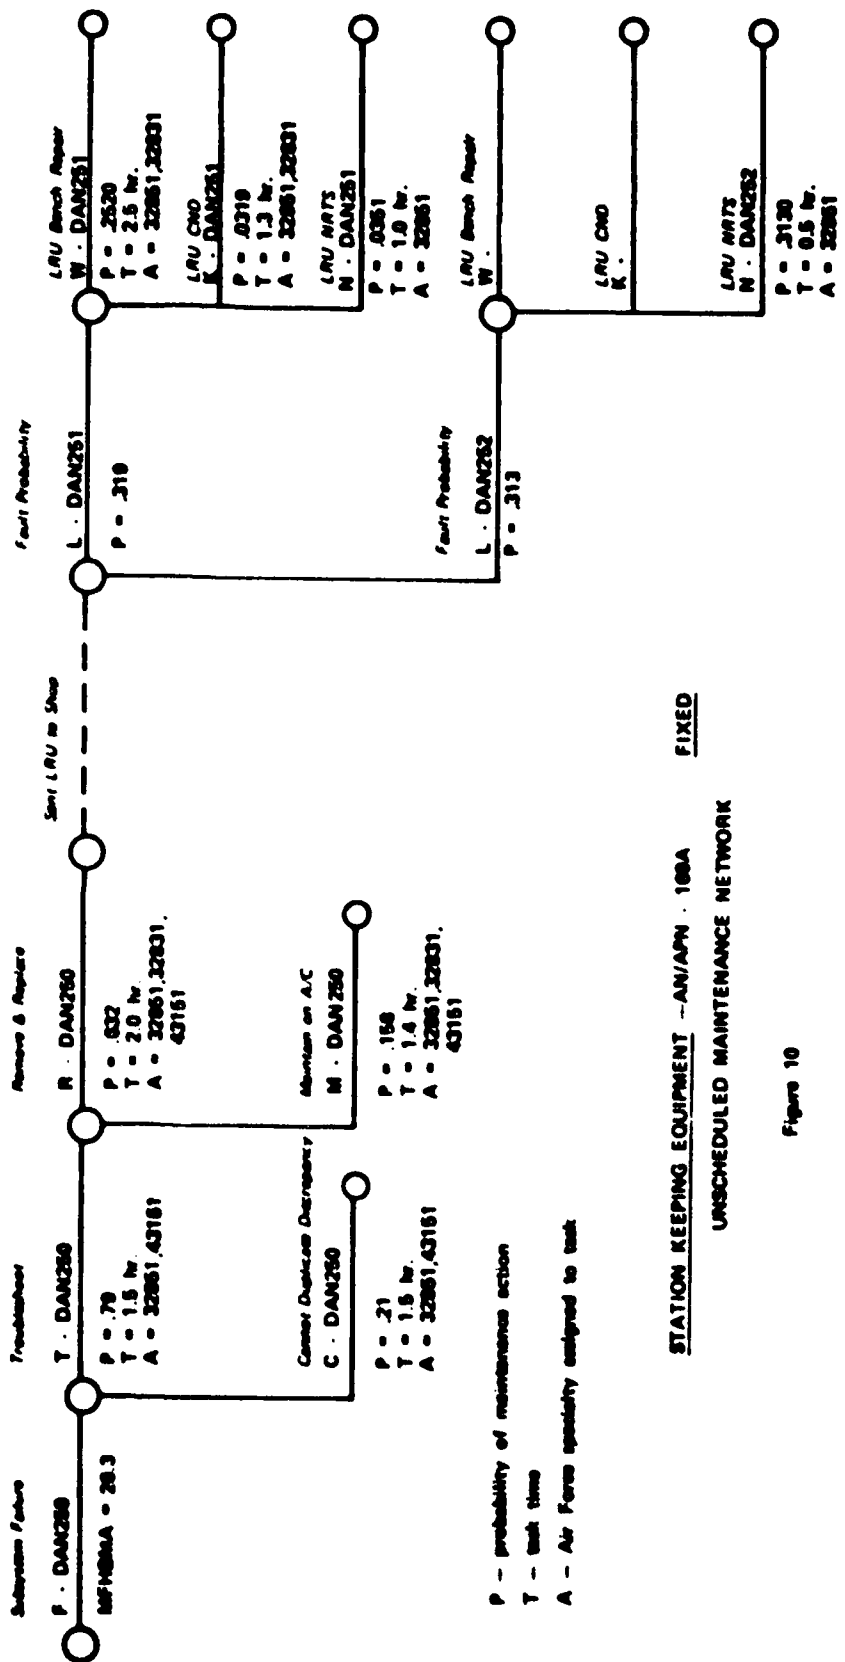 Subsystem Failure
F - DAN250
MFHBMA = 28.3
Troubleshoot
T - DAN250
P = .79
T = 1.5 hr.
A = 32851,43151
Cannot Duplicate Discrepancy
C - DAN250
P = .21
T = 1.5 hr.
A = 32851,43151
Remove & Replace
R - DAN250
P = .632
T = 2.0 hr.
A = 32851,32831,
43151
Maintain on A/C
M - DAN250
P = .158
T = 1.4 hr.
A = 32851,32831,
43151
Sent LRU to Shop
Fault Probability
L - DAN251
P = .319
Fault Probability
L - DAN252
P = .313
LRU Bench Repair
W - DAN251
P = .2520
T = 2.5 hr.
A = 32851,32831
LRU CND
K - DAN251
P = .0319
T = 1.3 hr.
A = 32851,32831
LRU NRTS
N - DAN251
P = .0351
T = 1.0 hr.
A = 32851
LRU Bench Repair
W -
LRU CND
K -
LRU NRTS
N - DAN252
P = .3130
T = 0.5 hr.
A = 32851
P – probability of maintenance action
T – task time
A – Air Force specialty assigned to task
STATION KEEPING EQUIPMENT – AN/APN - 169A FIXED
UNSCHEDULED MAINTENANCE NETWORK
Figure 10